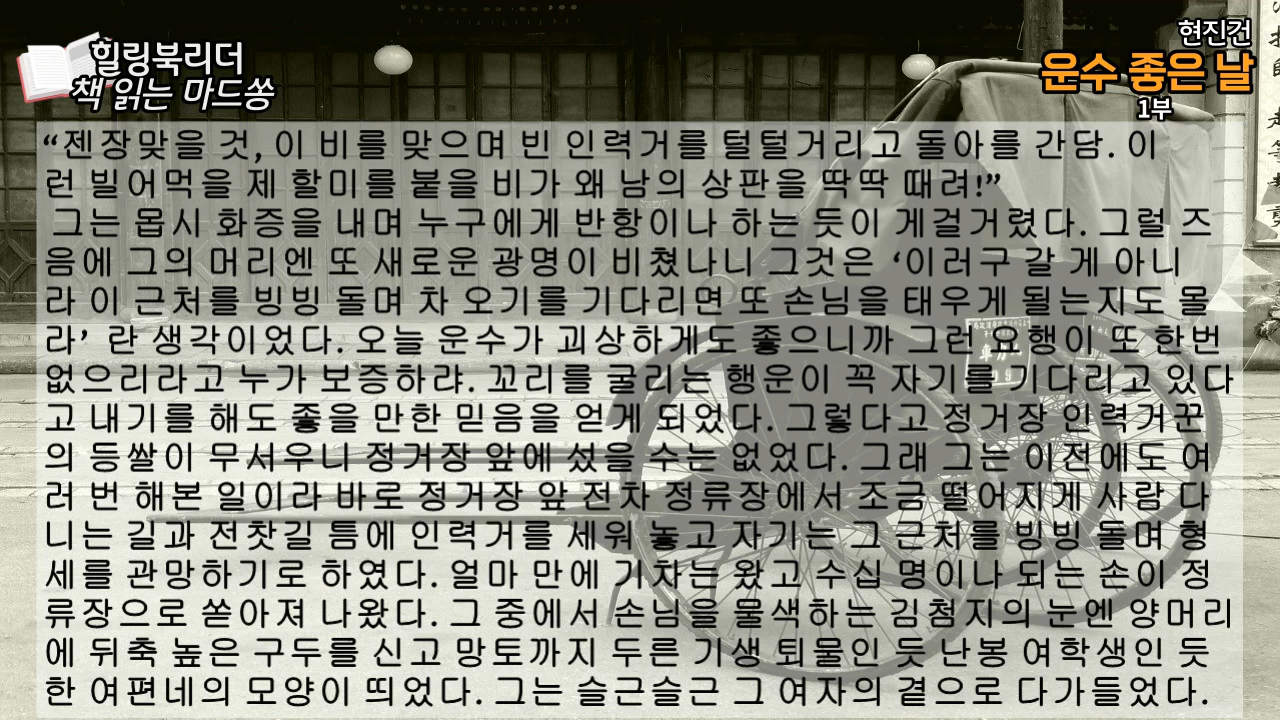 힐링북리더
책 읽는 마드쏭
현진건
운수 좋은 날
1부
“젠장맞을 것, 이 비를 맞으며 빈 인력거를 털털거리고 돌아를 간담. 이
런 빌어먹을 제 할미를 붙을 비가 왜 남의 상판을 딱딱 때려!”
그는 몹시 화증을 내며 누구에게 반항이나 하는 듯이 게걸거렸다. 그럴 즈
음에 그의 머리엔 또 새로운 광명이 비쳤나니 그것은 ‘이러구 갈 게 아니
라 이 근처를 빙빙 돌며 차 오기를 기다리면 또 손님을 태우게 될는지도 몰
라’ 란 생각이었다. 오늘 운수가 괴상하게도 좋으니까 그런 요행이 또 한번
없으리라고 누가 보증하랴. 꼬리를 굴리는 행운이 꼭 자기를 기다리고 있다
고 내기를 해도 좋을 만한 믿음을 얻게 되었다. 그렇다고 정거장 인력거꾼
의 등쌀이 무서우니 정거장 앞에 섰을 수는 없었다. 그래 그는 이전에도 여
러 번 해본 일이라 바로 정거장 앞 전차 정류장에서 조금 떨어지게 사람 다
니는 길과 전찻길 틈에 인력거를 세워 놓고 자기는 그 근처를 빙빙 돌며 형
세를 관망하기로 하였다. 얼마 만에 기차는 왔고 수십 명이나 되는 손이 정
류장으로 쏟아져 나왔다. 그 중에서 손님을 물색하는 김첨지의 눈엔 양머리
에 뒤축 높은 구두를 신고 망토까지 두른 기생 퇴물인 듯 난봉 여학생인 듯
한 여편네의 모양이 띄었다. 그는 슬근슬근 그 여자의 곁으로 다가들었다.